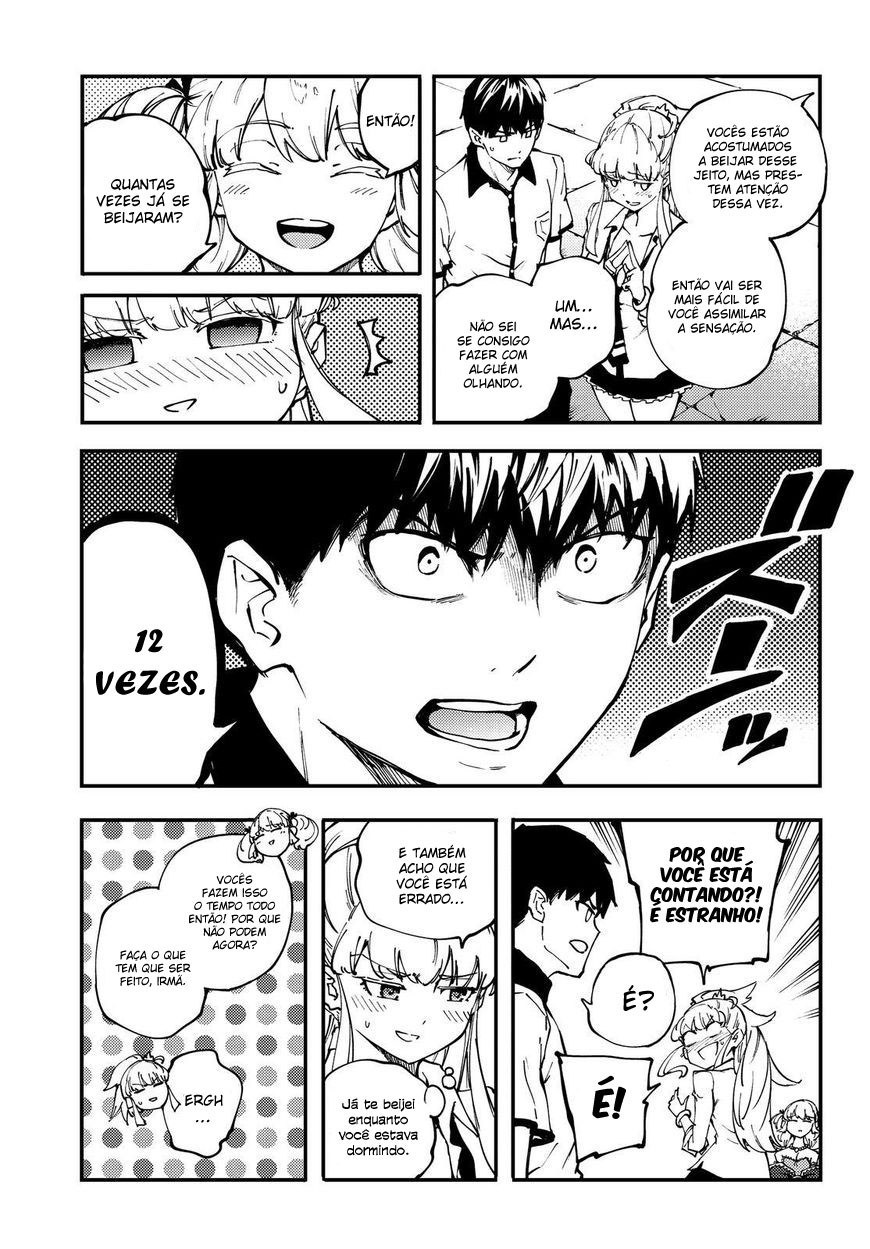 VOCÊS ESTÃO
ACOSTUMADOS
A BEIJAR DESSE
JEITO, MAS PRES-
TEM ATENÇÃO
DESSA VEZ.
ENTÃO VAI SER
MAIS FÁCIL DE
VOCÊ ASSIMILAR
A SENSAÇÃO.
UM...
MAS...
NÃO SEI
SE CONSIGO
FAZER COM
ALGUÉM
OLHANDO.
ENTÃO!
QUANTAS
VEZES JÁ SE
BEIJARAM?
ズーッ
12
VEZES.
POR QUE
VOCÊ ESTÁ
CONTANDO?!
É ESTRANHO!
É?
É!
E TAMBÉM
ACHO QUE
VOCÊ ESTÁ
ERRADO...
Já te beijei
enquanto
você estava
dormindo.
VOCÊS
FAZEM ISSO
O TEMPO TODO
ENTÃO! POR QUE
NÃO PODEM
AGORA?
FAÇA O QUE
TEM QUE SER
FEITO, IRMÃ.
ERGH
...